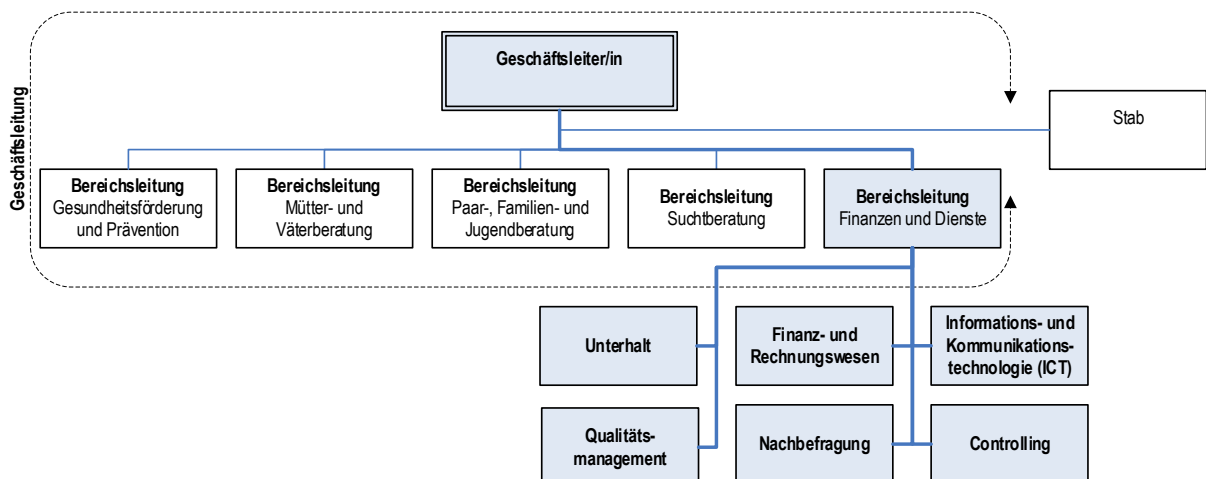 Geschäftsleitung
Geschäftsleiter/in
Stab
Bereichsleitung
Gesundheitsförderung
und Prävention
Bereichsleitung
Mütter- und
Väterberatung
Bereichsleitung
Paar-, Familien- und
Jugendberatung
Bereichsleitung
Suchtberatung
Bereichsleitung
Finanzen und Dienste
Unterhalt
Finanz- und
Rechnungswesen
Informations- und
Kommunikations-
technologie (ICT)
Qualitäts-
management
Nachbefragung
Controlling